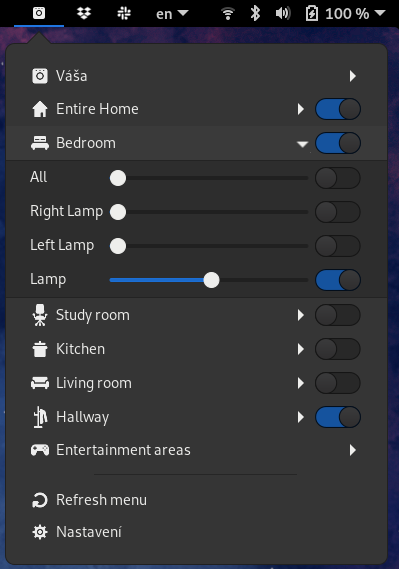 en 100 %
Váša
Entire Home
Bedroom
All
Right Lamp
Left Lamp
Lamp
Study room
Kitchen
Living room
Hallway
Entertainment areas
Refresh menu
Nastavení